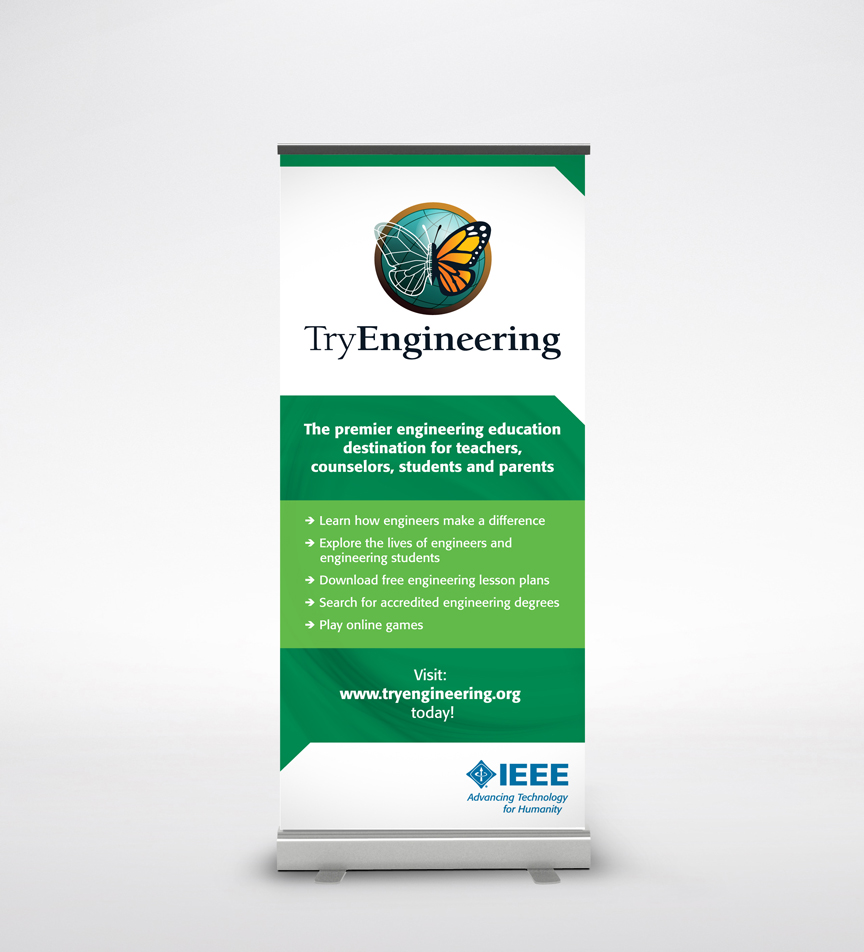 TryEngineering
The premier engineering education
destination for teachers,
counselors, students and parents
➔ Learn how engineers make a difference
➔ Explore the lives of engineers and
engineering students
➔ Download free engineering lesson plans
➔ Search for accredited engineering degrees
➔ Play online games
Visit:
www.tryengineering.org
today!
IEEE
Advancing Technology
for Humanity